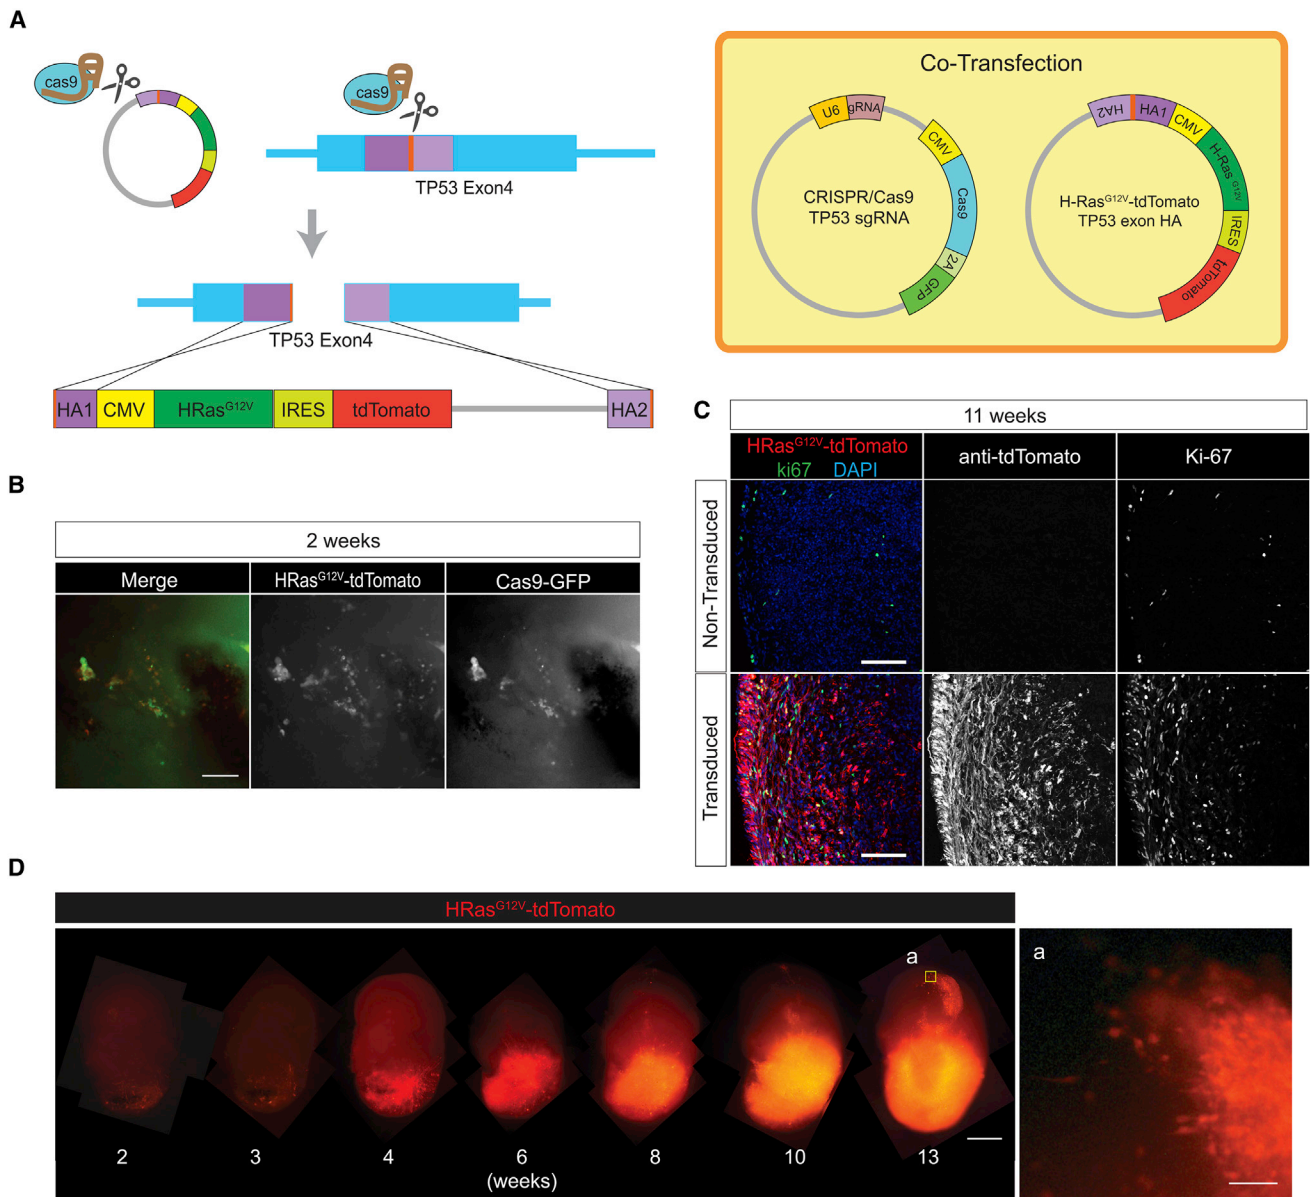 A
cas9
cas9
TP53 Exon4
TP53 Exon4
HA1 CMV HRasG12V IRES tdTomato HA2
Co-Transfection
U6 gRNA
CMV
Cas9
2A
GFP
CRISPR/Cas9
TP53 sgRNA
HA2 HA1
CMV
H-Ras G12V
IRES
tdTomato
H-RasG12V-tdTomato
TP53 exon HA
B
2 weeks
Merge HRasG12V-tdTomato Cas9-GFP
C
11 weeks
HRasG12V-tdTomato
ki67 DAPI
anti-tdTomato
Ki-67
Non-Transduced
Transduced
D
HRasG12V-tdTomato
a
a
2 3 4 6 8 10 13
(weeks)